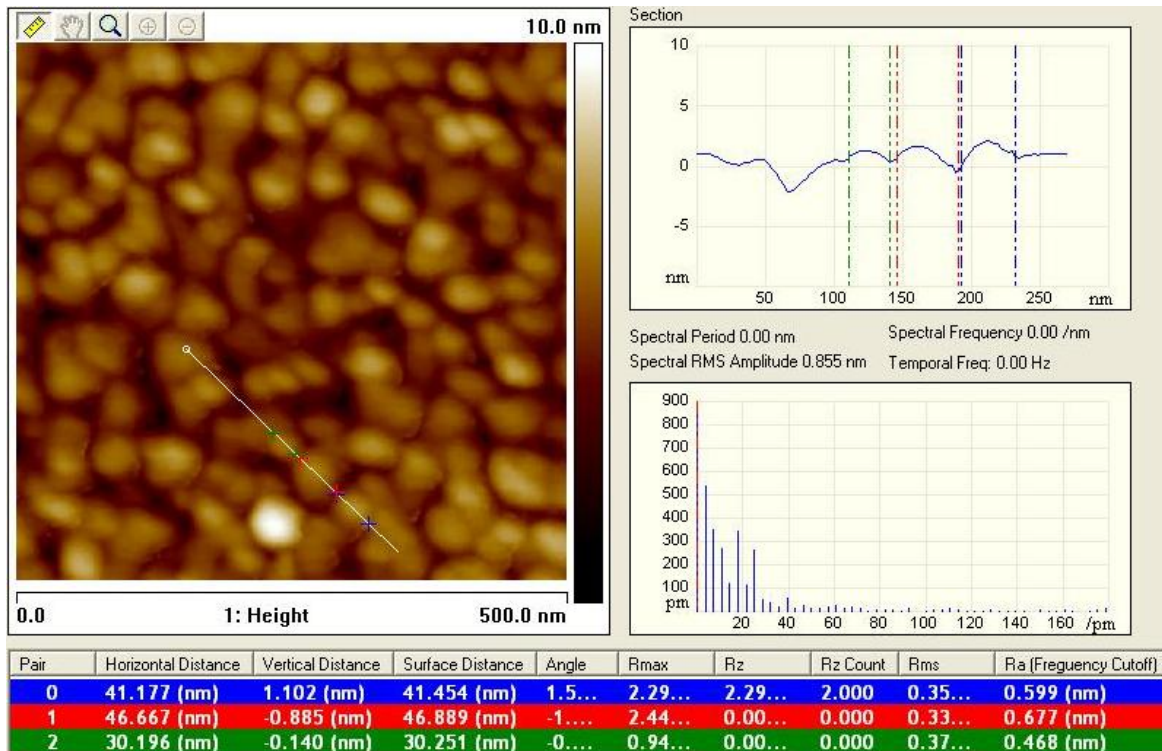 10.0 nm
0.0 1: Height 500.0 nm
Section
10
5
0
-5
nm
50 100 150 200 250 nm
Spectral Period 0.00 nm Spectral Frequency 0.00 /nm
Spectral RMS Amplitude 0.855 nm Temporal Freq: 0.00 Hz
900
800
700
600
500
400
300
200
100
pm
20 40 60 80 100 120 140 160 /pm
Pair Horizontal Distance Vertical Distance Surface Distance Angle Rmax Rz Rz Count Rms Ra (Freguency Cutoff)
0 41.177 (nm) 1.102 (nm) 41.454 (nm) 1.5... 2.29... 2.29... 2.000 0.35... 0.599 (nm)
1 46.667 (nm) -0.885 (nm) 46.889 (nm) -1.... 2.44... 0.00... 0.000 0.33... 0.677 (nm)
2 30.196 (nm) -0.140 (nm) 30.251 (nm) -0.... 0.94... 0.00... 0.000 0.37... 0.468 (nm)